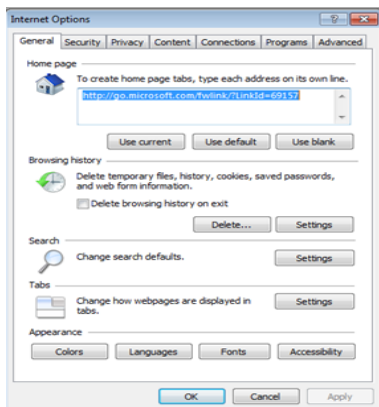 Internet Options
General Security Privacy Content Connections Programs Advanced
Home page
To create home page tabs, type each address on its own line.
http://go.microsoft.com/fwlink/?LinkId=69157
Use current Use default Use blank
Browsing history
Delete temporary files, history, cookies, saved passwords,
and web form information.
Delete browsing history on exit
Delete... Settings
Search
Change search defaults. Settings
Tabs
Change how webpages are displayed in Settings
tabs.
Appearance
Colors Languages Fonts Accessibility
OK Cancel Apply